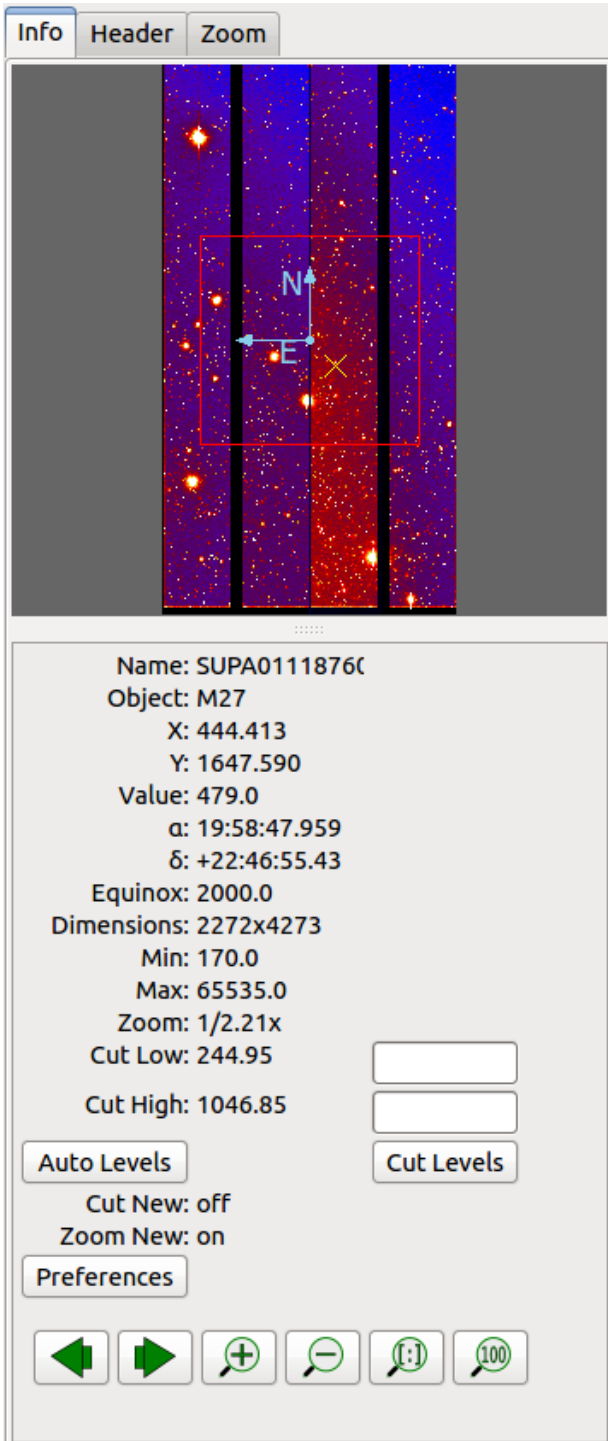 Info Header Zoom
N
E
Name: SUPA01118760
Object: M27
X: 444.413
Y: 1647.590
Value: 479.0
α: 19:58:47.959
δ: +22:46:55.43
Equinox: 2000.0
Dimensions: 2272x4273
Min: 170.0
Max: 65535.0
Zoom: 1/2.21x
Cut Low: 244.95
Cut High: 1046.85
Auto Levels Cut Levels
Cut New: off
Zoom New: on
Preferences
[:] 100